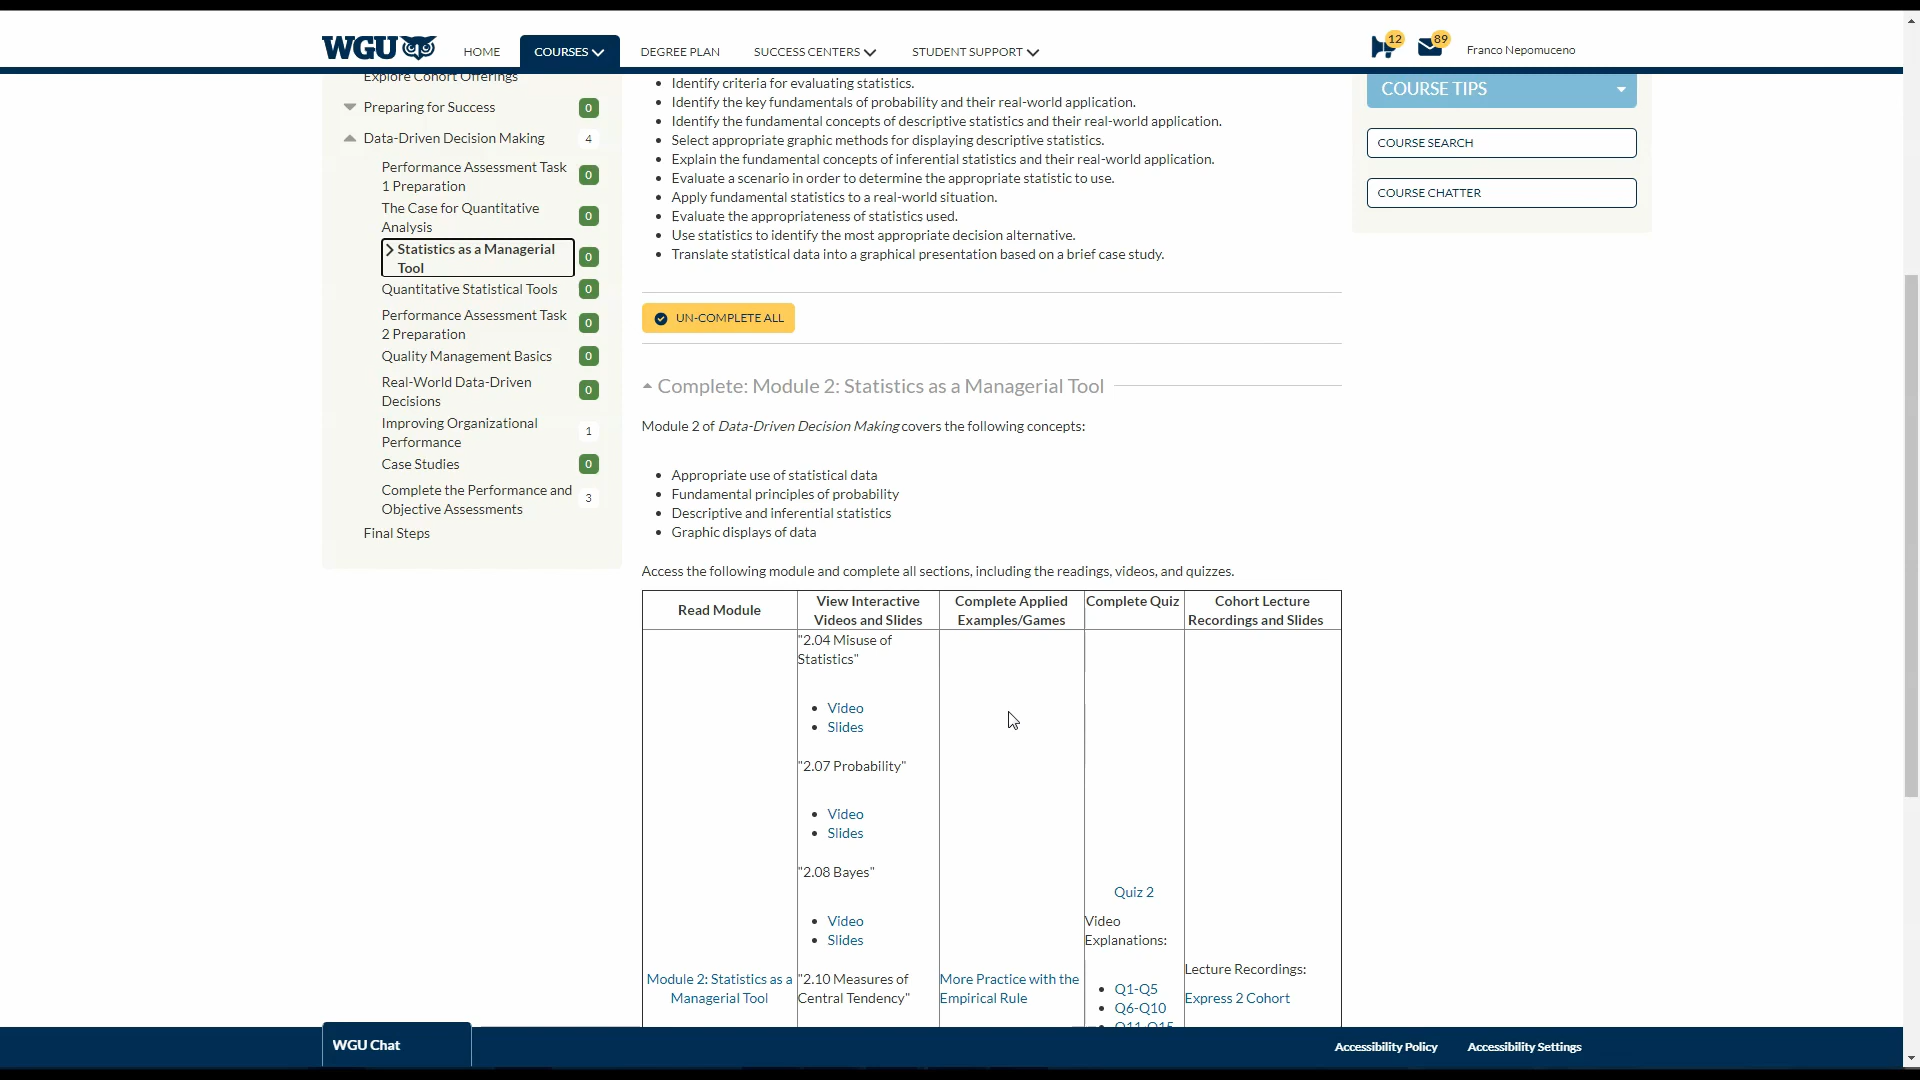 WGU
HOME
COURSES
DEGREE PLAN
SUCCESS CENTERS
STUDENT SUPPORT
12
89
Franco Nepomuceno
Explore Cohort Offerings
Preparing for Success
0
Data-Driven Decision Making
4
Performance Assessment Task
1 Preparation
0
The Case for Quantitative
Analysis
0
Statistics as a Managerial
Tool
0
Quantitative Statistical Tools
0
Performance Assessment Task
2 Preparation
0
Quality Management Basics
0
Real-World Data-Driven
Decisions
0
Improving Organizational
Performance
1
Case Studies
0
Complete the Performance and
Objective Assessments
3
Final Steps
Identify criteria for evaluating statistics.
Identify the key fundamentals of probability and their real-world application.
Identify the fundamental concepts of descriptive statistics and their real-world application.
Select appropriate graphic methods for displaying descriptive statistics.
Explain the fundamental concepts of inferential statistics and their real-world application.
Evaluate a scenario in order to determine the appropriate statistic to use.
Apply fundamental statistics to a real-world situation.
Evaluate the appropriateness of statistics used.
Use statistics to identify the most appropriate decision alternative.
Translate statistical data into a graphical presentation based on a brief case study.
UN-COMPLETE ALL
Complete: Module 2: Statistics as a Managerial Tool
Module 2 of Data-Driven Decision Making covers the following concepts:
Appropriate use of statistical data
Fundamental principles of probability
Descriptive and inferential statistics
Graphic displays of data
Access the following module and complete all sections, including the readings, videos, and quizzes.
Read Module
View Interactive
Videos and Slides
Complete Applied
Examples/Games
Complete Quiz
Cohort Lecture
Recordings and Slides
Module 2: Statistics as a
Managerial Tool
"2.04 Misuse of
Statistics"
Video
Slides
"2.07 Probability"
Video
Slides
"2.08 Bayes"
Video
Slides
"2.10 Measures of
Central Tendency"
More Practice with the
Empirical Rule
Quiz 2
Video
Explanations:
Q1-Q5
Q6-Q10
Q11-Q15
Lecture Recordings:
Express 2 Cohort
COURSE TIPS
COURSE SEARCH
COURSE CHATTER
WGU Chat
Accessibility Policy
Accessibility Settings